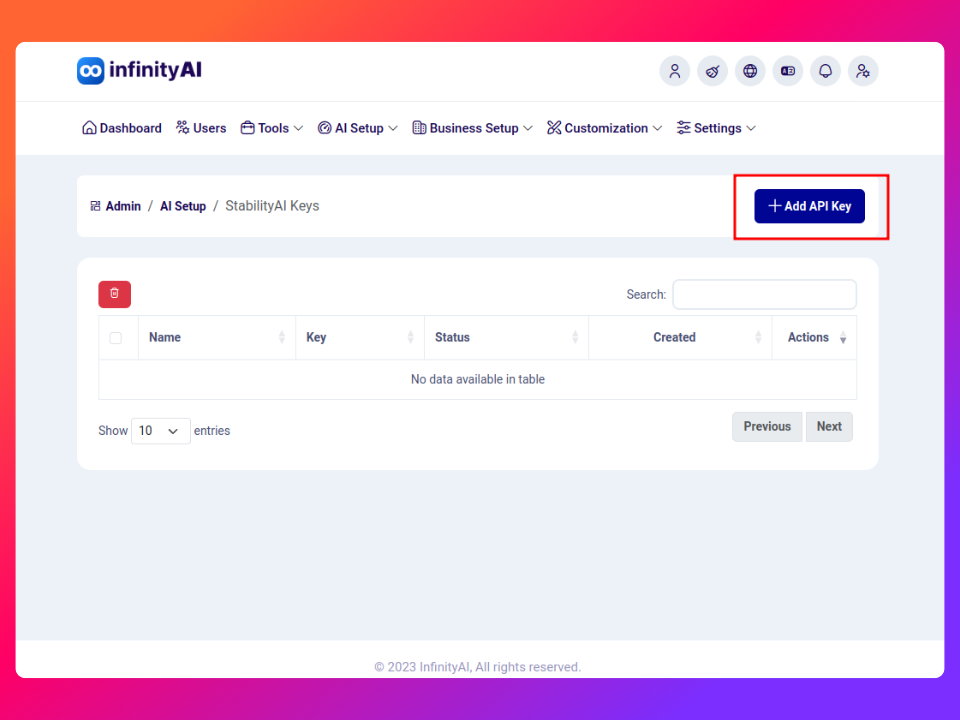 infinityAI
Dashboard Users Tools AI Setup Business Setup Customization Settings
Admin / AI Setup / StabilityAI Keys
+ Add API Key
Search:
Name Key Status Created Actions
No data available in table
Show 10 entries
Previous Next
© 2023 InfinityAI, All rights reserved.